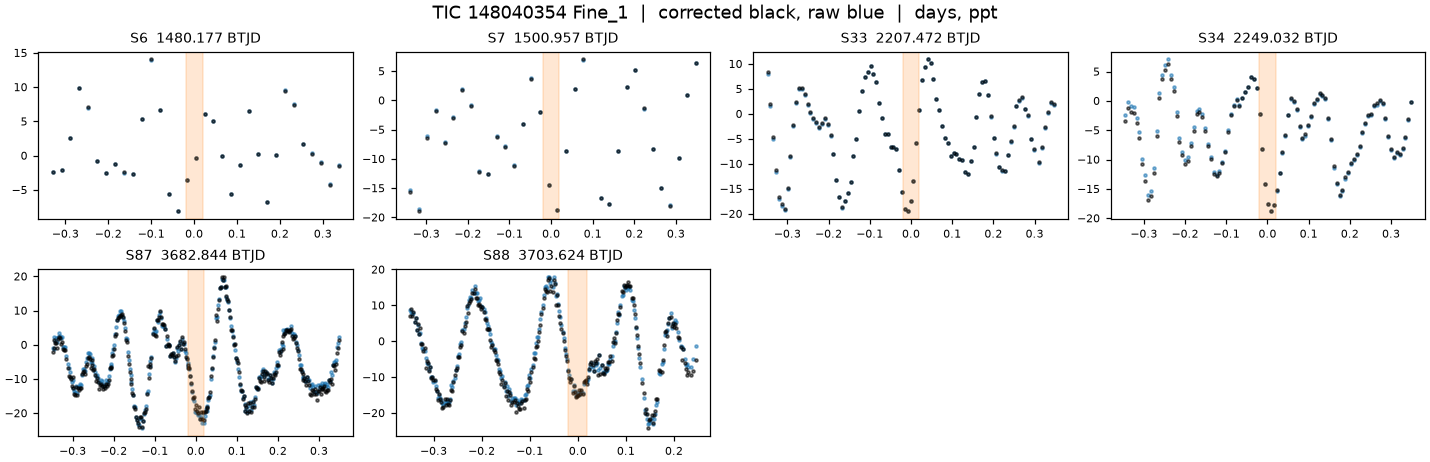 TIC 148040354 Fine_1 | corrected black, raw blue | days, ppt
S6 1480.177 BTJD
S7 1500.957 BTJD
S33 2207.472 BTJD
S34 2249.032 BTJD
15
10
5
0
−5
−0.3 −0.2 −0.1 0.0 0.1 0.2 0.3
5
0
−5
−10
−15
−20
−0.3 −0.2 −0.1 0.0 0.1 0.2 0.3
10
5
0
−5
−10
−15
−20
−0.3 −0.2 −0.1 0.0 0.1 0.2 0.3
5
0
−5
−10
−15
−20
−0.3 −0.2 −0.1 0.0 0.1 0.2 0.3
S87 3682.844 BTJD
S88 3703.624 BTJD
20
10
0
−10
−20
−0.3 −0.2 −0.1 0.0 0.1 0.2 0.3
20
10
0
−10
−20
−0.3 −0.2 −0.1 0.0 0.1 0.2